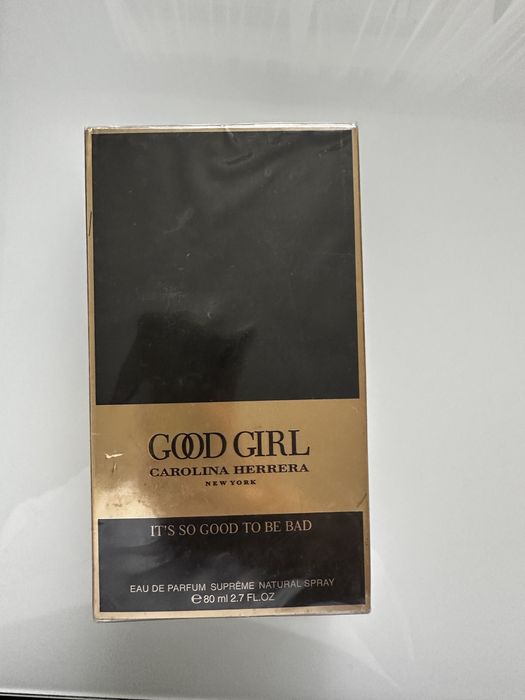 GOOD GIRL
CAROLINA HERRERA
NEW YORK
IT'S SO GOOD TO BE BAD
EAU DE PARFUM SUPRÊME NATURAL SPRAY
℮ 80 ml 2.7 FL.OZ